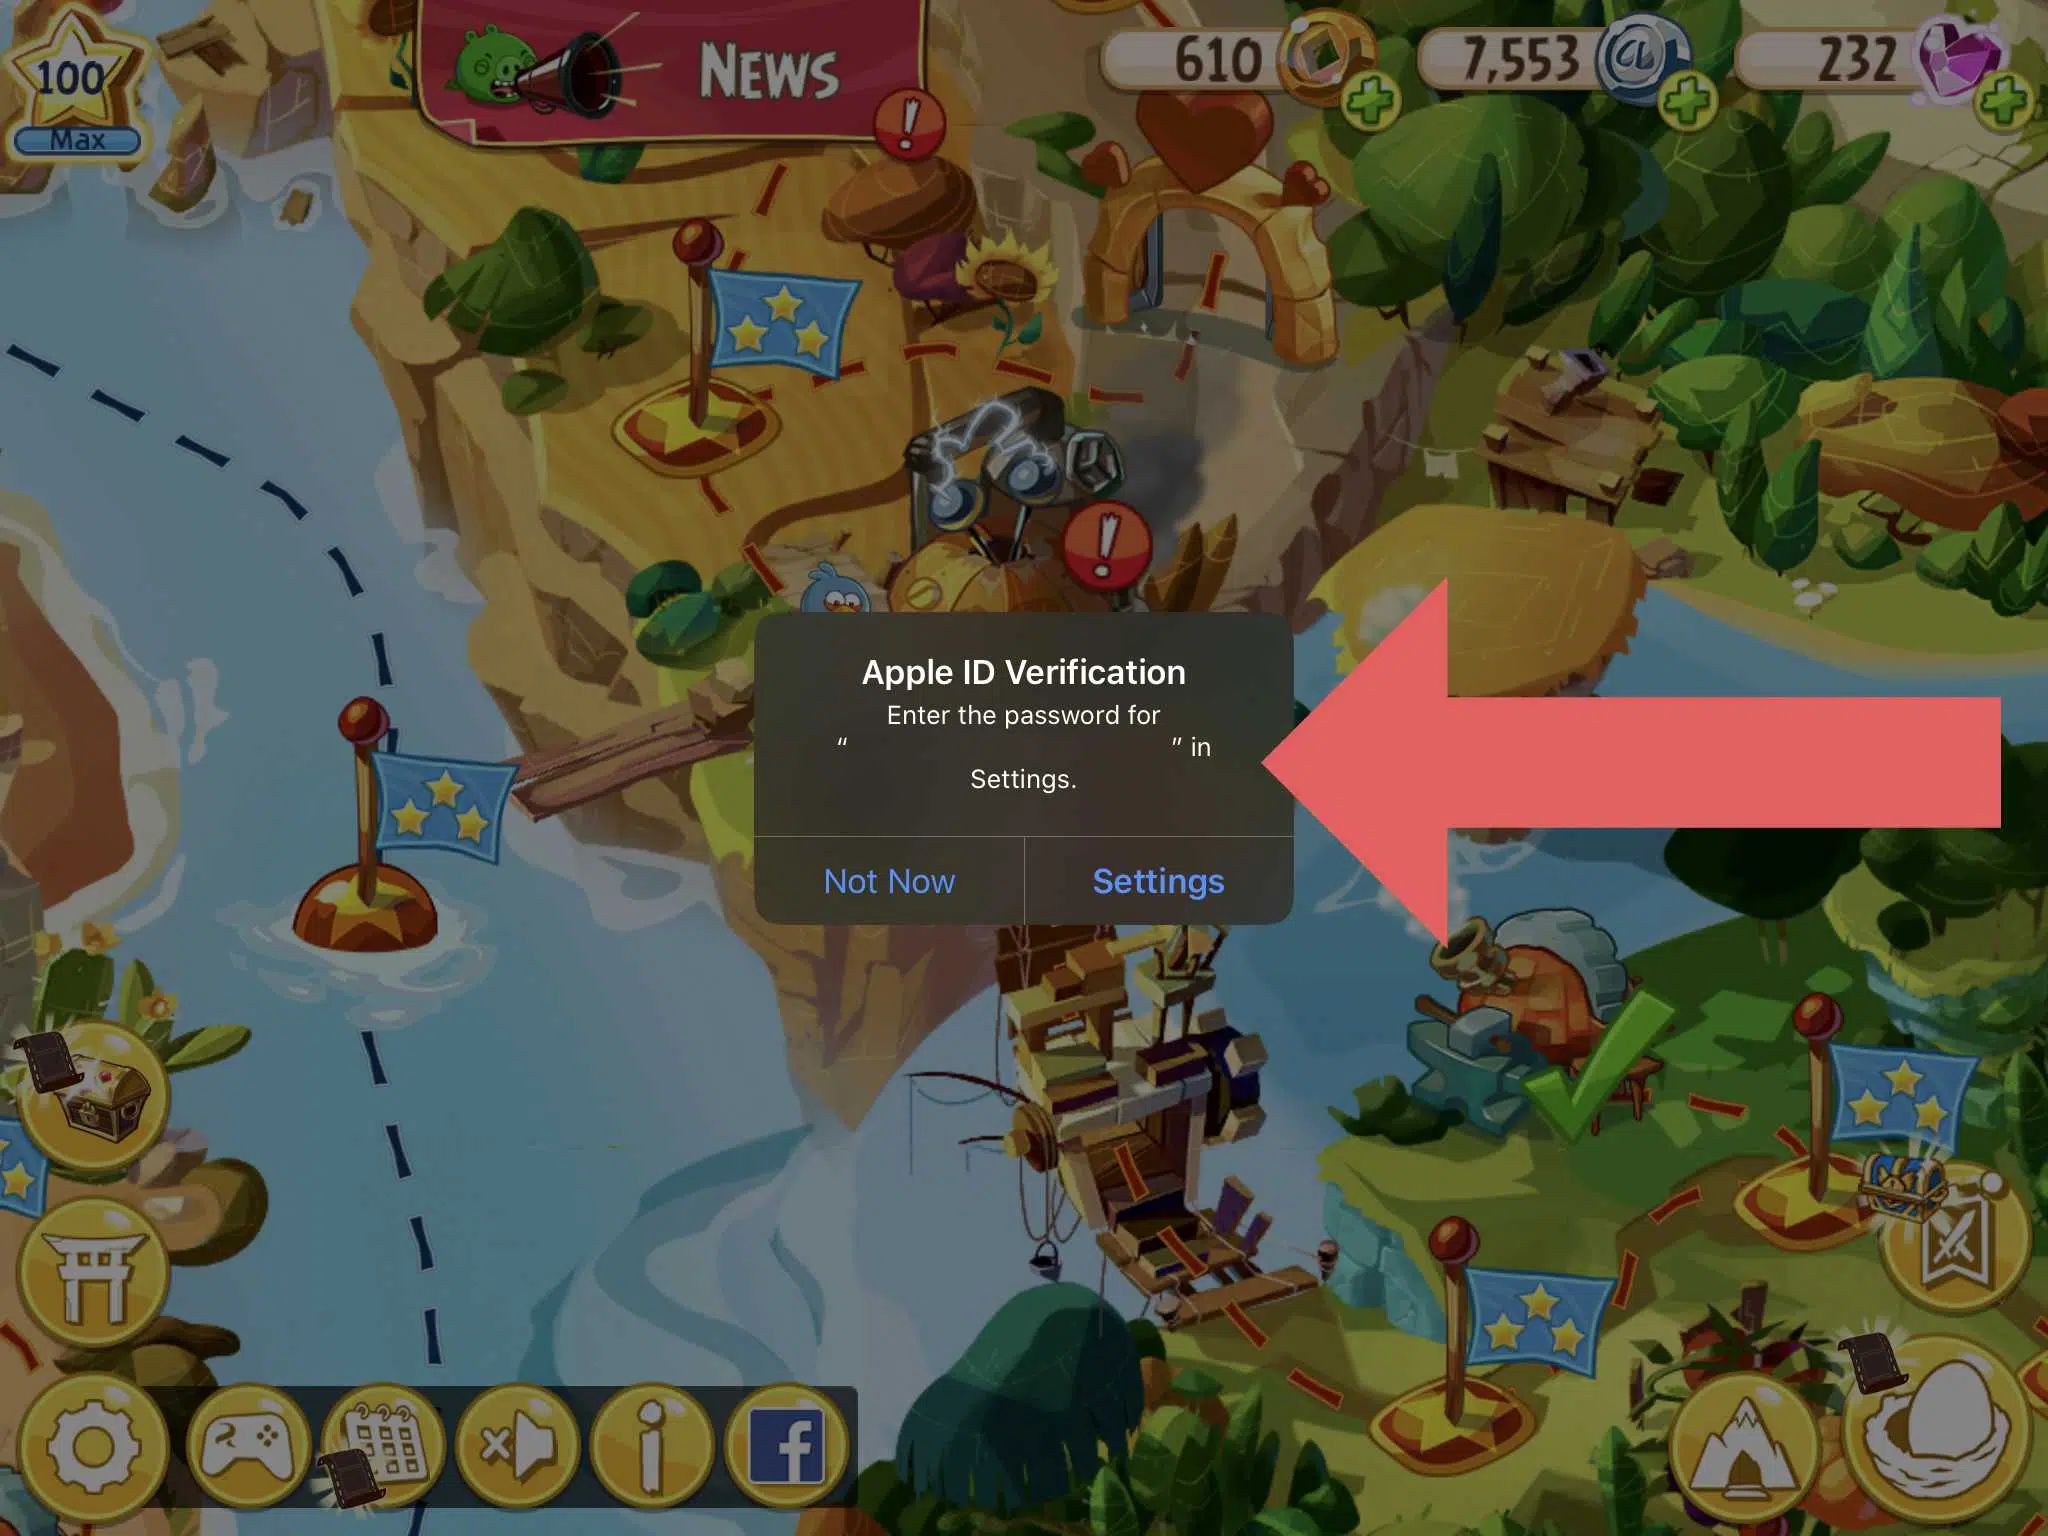 100
Max
NEWS
610
7,553
232
Apple ID Verification
Enter the password for
“ ” in
Settings.
Not Now
Settings
f